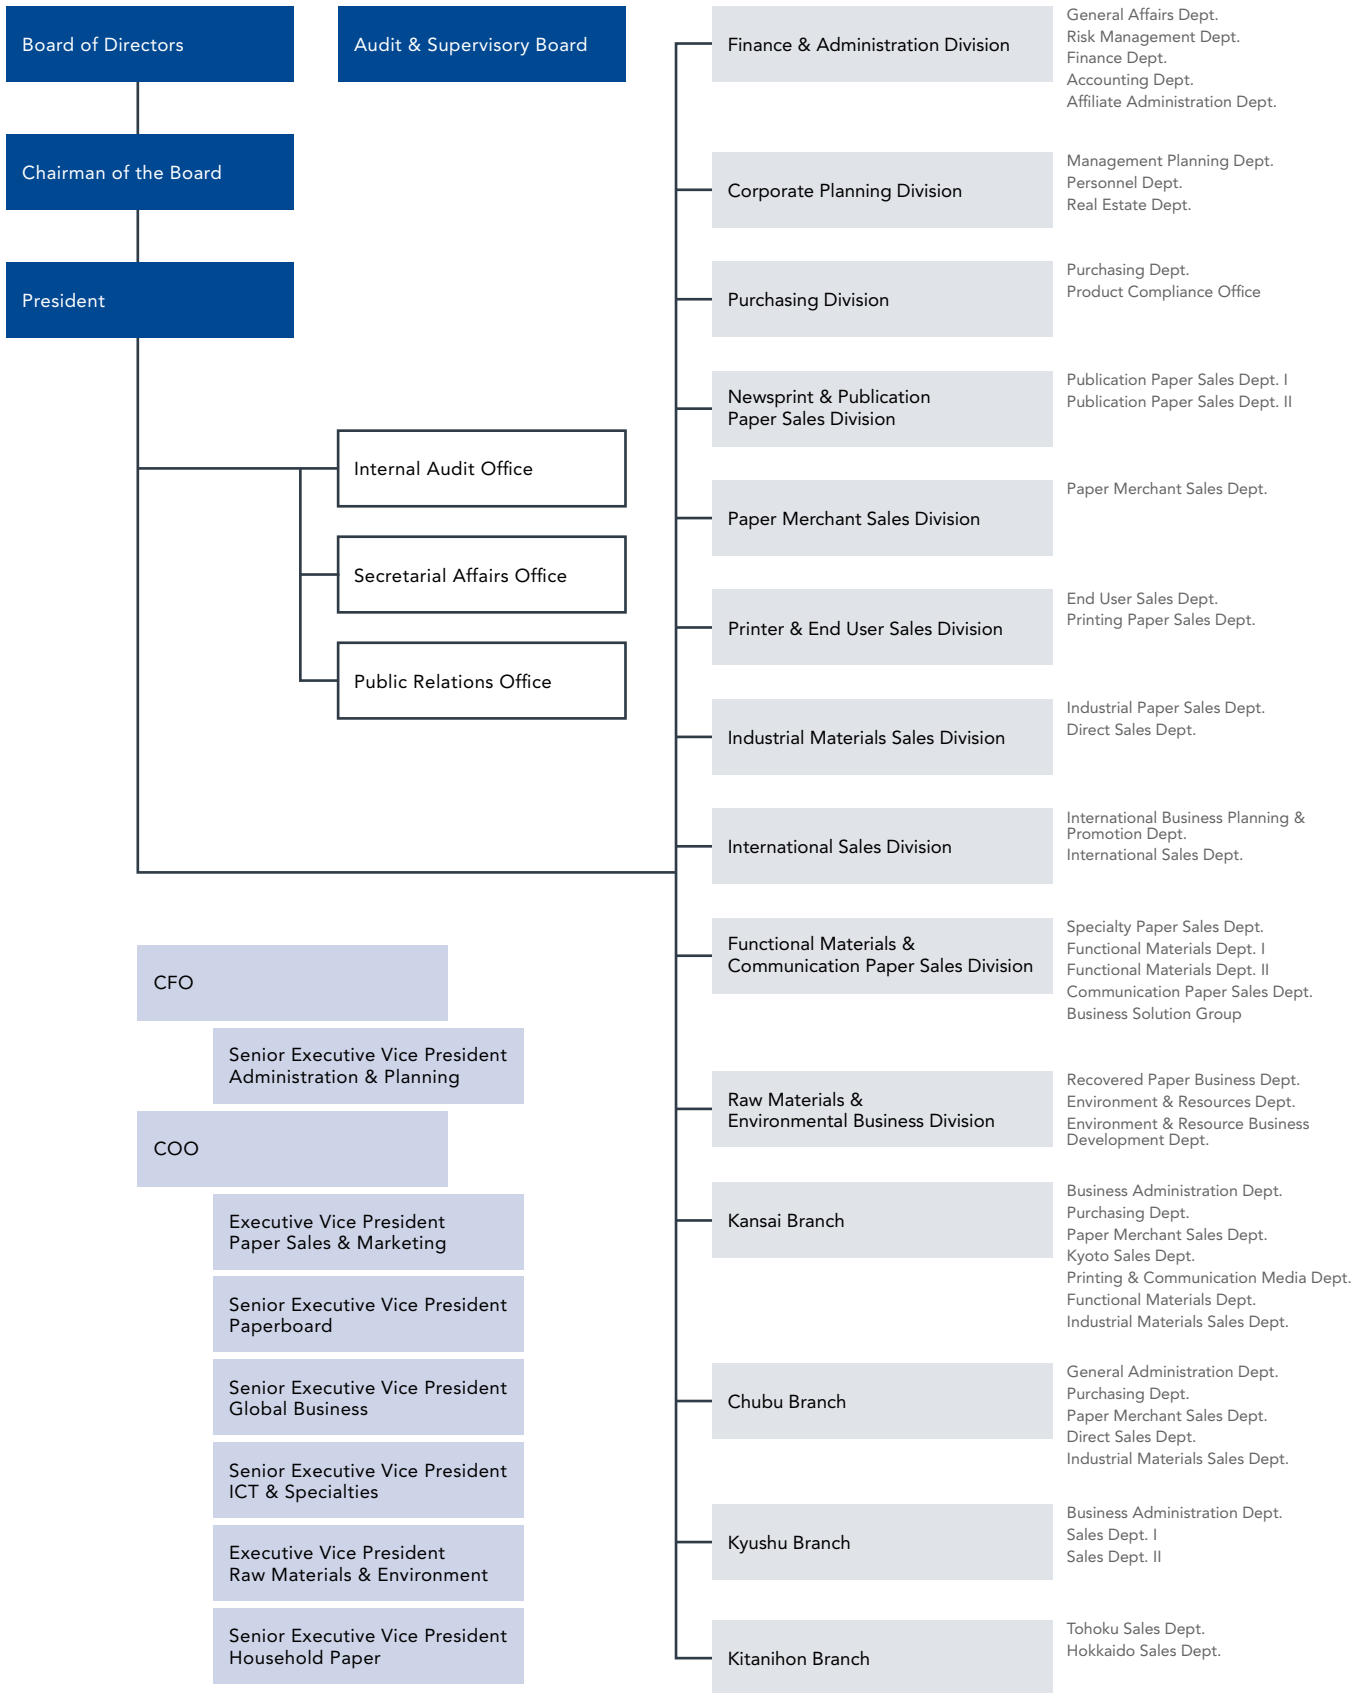 Board of Directors
Audit & Supervisory Board
Chairman of the Board
President
Internal Audit Office
Secretarial Affairs Office
Public Relations Office
CFO
Senior Executive Vice President
Administration & Planning
COO
Executive Vice President
Paper Sales & Marketing
Senior Executive Vice President
Paperboard
Senior Executive Vice President
Global Business
Senior Executive Vice President
ICT & Specialties
Executive Vice President
Raw Materials & Environment
Senior Executive Vice President
Household Paper
Finance & Administration Division
General Affairs Dept.
Risk Management Dept.
Finance Dept.
Accounting Dept.
Affiliate Administration Dept.
Corporate Planning Division
Management Planning Dept.
Personnel Dept.
Real Estate Dept.
Purchasing Division
Purchasing Dept.
Product Compliance Office
Newsprint & Publication
Paper Sales Division
Publication Paper Sales Dept. I
Publication Paper Sales Dept. II
Paper Merchant Sales Division
Paper Merchant Sales Dept.
Printer & End User Sales Division
End User Sales Dept.
Printing Paper Sales Dept.
Industrial Materials Sales Division
Industrial Paper Sales Dept.
Direct Sales Dept.
International Sales Division
International Business Planning &
Promotion Dept.
International Sales Dept.
Functional Materials &
Communication Paper Sales Division
Specialty Paper Sales Dept.
Functional Materials Dept. I
Functional Materials Dept. II
Communication Paper Sales Dept.
Business Solution Group
Raw Materials &
Environmental Business Division
Recovered Paper Business Dept.
Environment & Resources Dept.
Environment & Resource Business
Development Dept.
Kansai Branch
Business Administration Dept.
Purchasing Dept.
Paper Merchant Sales Dept.
Kyoto Sales Dept.
Printing & Communication Media Dept.
Functional Materials Dept.
Industrial Materials Sales Dept.
Chubu Branch
General Administration Dept.
Purchasing Dept.
Paper Merchant Sales Dept.
Direct Sales Dept.
Industrial Materials Sales Dept.
Kyushu Branch
Business Administration Dept.
Sales Dept. I
Sales Dept. II
Kitanihon Branch
Tohoku Sales Dept.
Hokkaido Sales Dept.